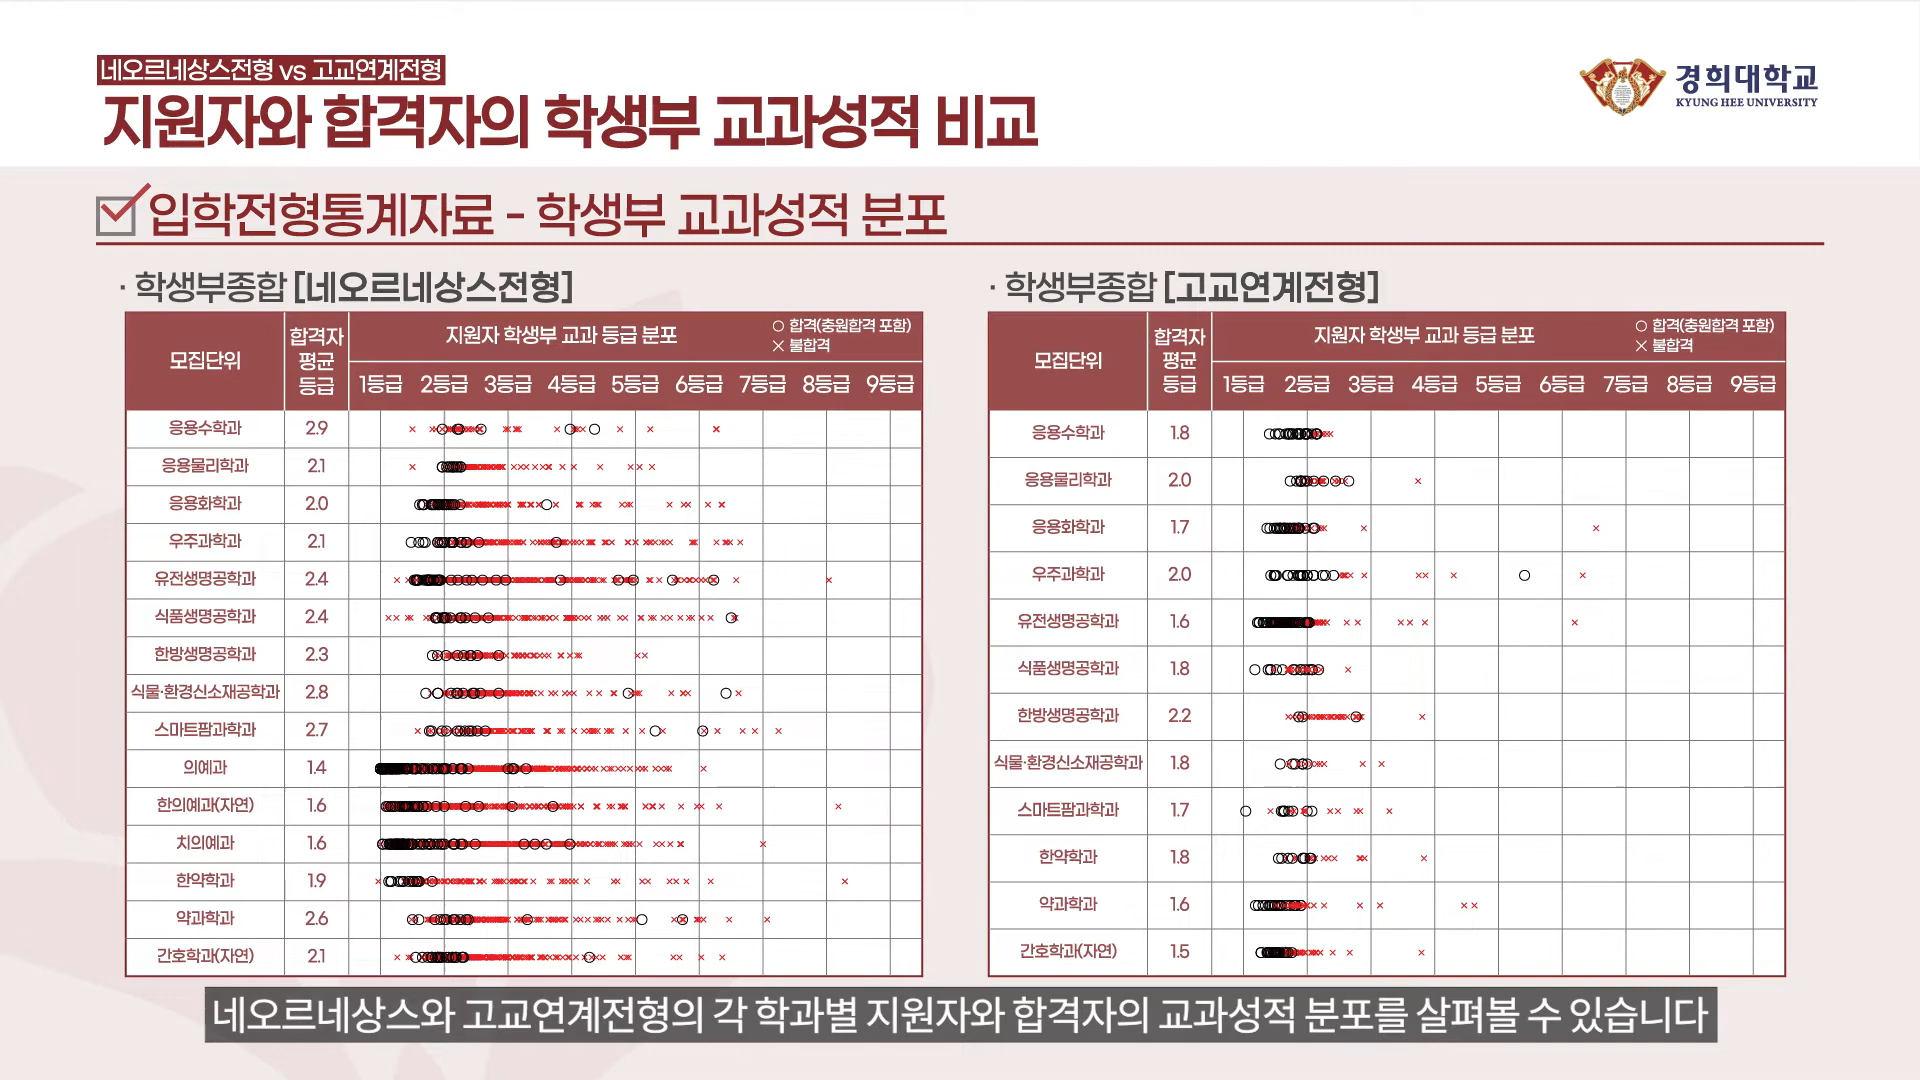 네오르네상스전형 vs 고교연계전형
지원자와 합격자의 학생부 교과성적 비교
경희대학교
KYUNG HEE UNIVERSITY
입학전형통계자료 - 학생부 교과성적 분포
· 학생부종합 [네오르네상스전형]
모집단위 합격자 평균 등급 지원자 학생부 교과 등급 분포
○ 합격(충원합격 포함)
× 불합격
1등급 2등급 3등급 4등급 5등급 6등급 7등급 8등급 9등급
응용수학과 2.9
응용물리학과 2.1
응용화학과 2.0
우주과학과 2.1
유전생명공학과 2.4
식품생명공학과 2.4
한방생명공학과 2.3
식물·환경신소재공학과 2.8
스마트팜과학과 2.7
의예과 1.4
한의예과(자연) 1.6
치의예과 1.6
한약학과 1.9
약과학과 2.6
간호학과(자연) 2.1
· 학생부종합 [고교연계전형]
모집단위 합격자 평균 등급 지원자 학생부 교과 등급 분포
○ 합격(충원합격 포함)
× 불합격
1등급 2등급 3등급 4등급 5등급 6등급 7등급 8등급 9등급
응용수학과 1.8
응용물리학과 2.0
응용화학과 1.7
우주과학과 2.0
유전생명공학과 1.6
식품생명공학과 1.8
한방생명공학과 2.2
식물·환경신소재공학과 1.8
스마트팜과학과 1.7
한약학과 1.8
약과학과 1.6
간호학과(자연) 1.5
네오르네상스와 고교연계전형의 각 학과별 지원자와 합격자의 교과성적 분포를 살펴볼 수 있습니다